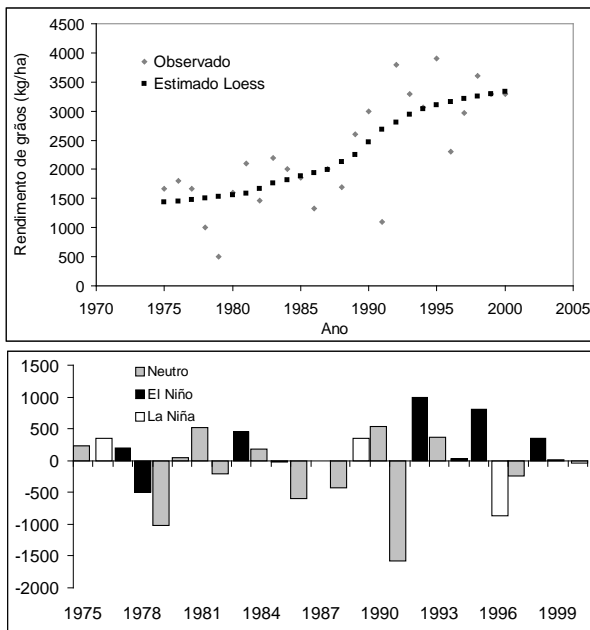 4500
4000
3500
3000
2500
2000
1500
1000
500
0
Rendimento de grãos (kg/ha)
Observado
Estimado Loess
1970 1975 1980 1985 1990 1995 2000 2005
Ano
1500
1000
500
0
-500
-1000
-1500
-2000
Neutro
El Niño
La Niña
1975 1978 1981 1984 1987 1990 1993 1996 1999